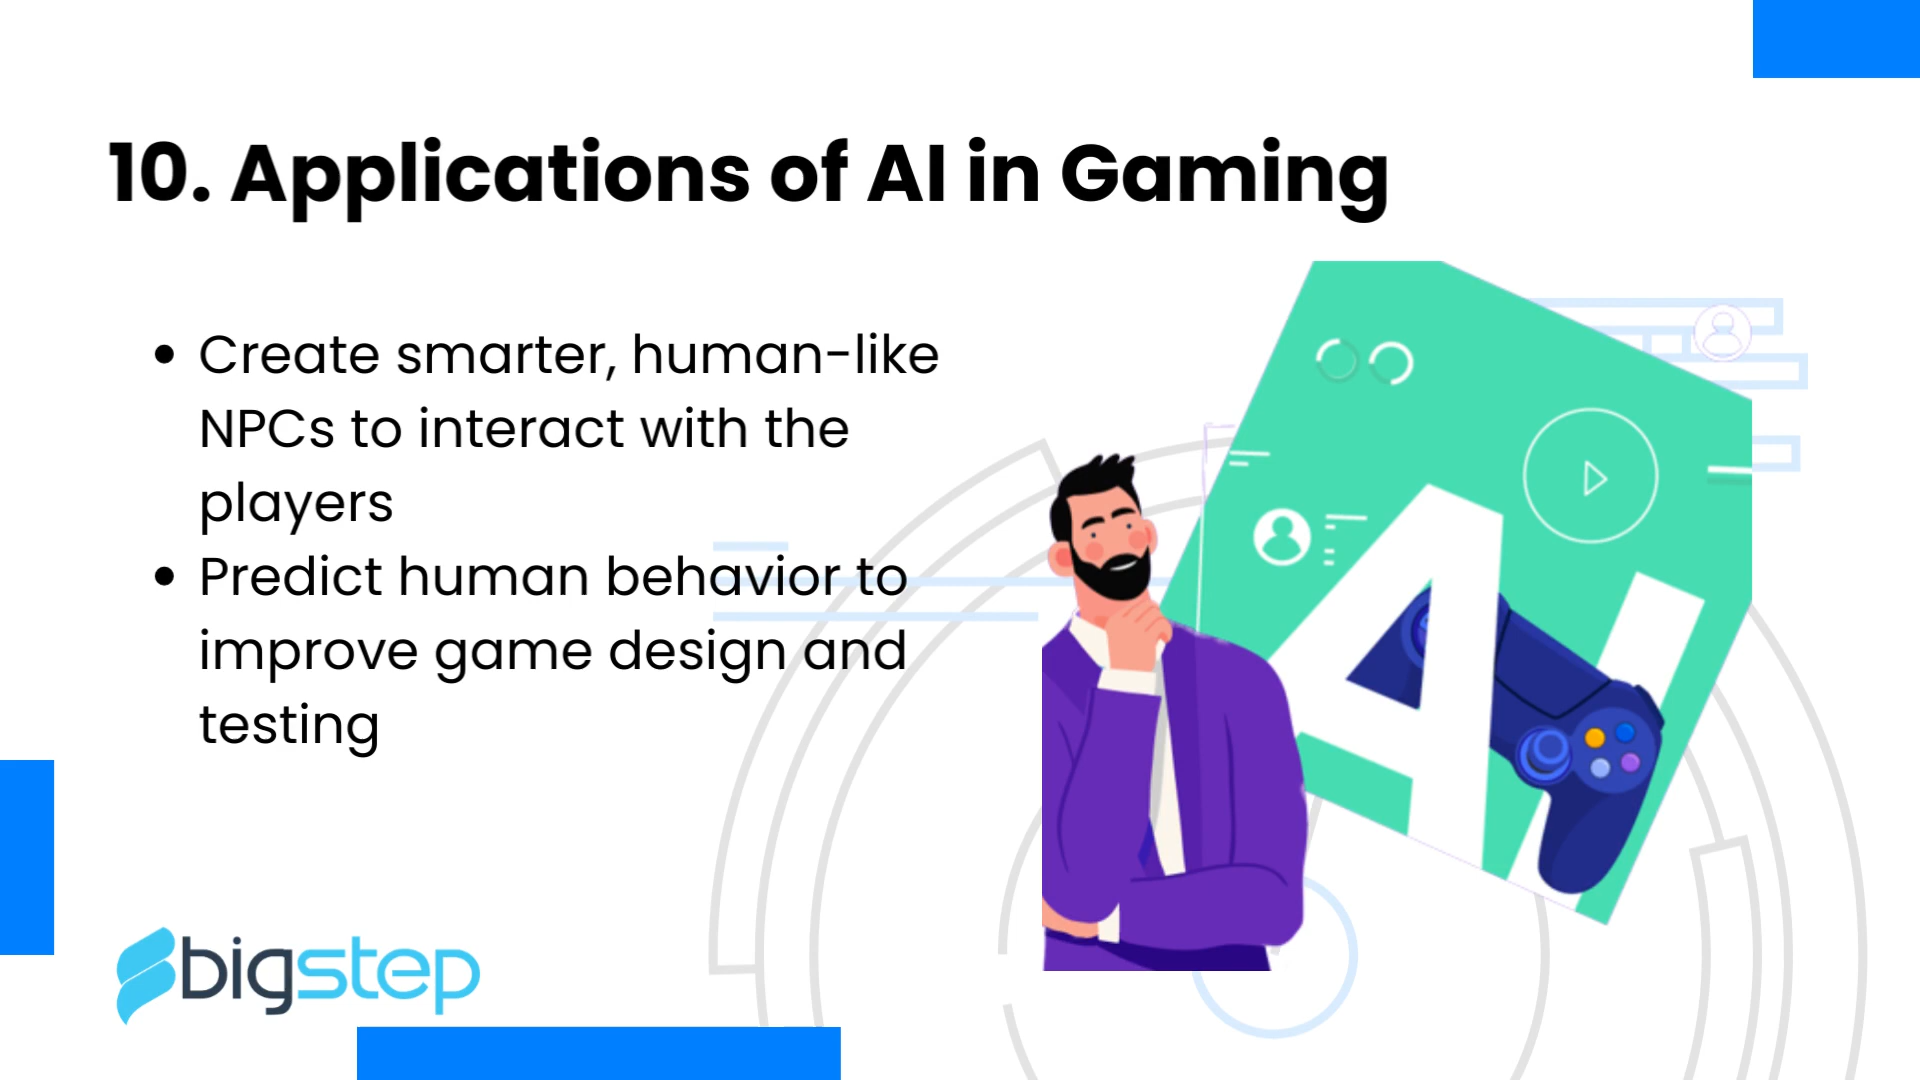 10. Applications of AI in Gaming
• Create smarter, human-like
NPCs to interact with the
players
• Predict human behavior to
improve game design and
testing
AI
bigstep